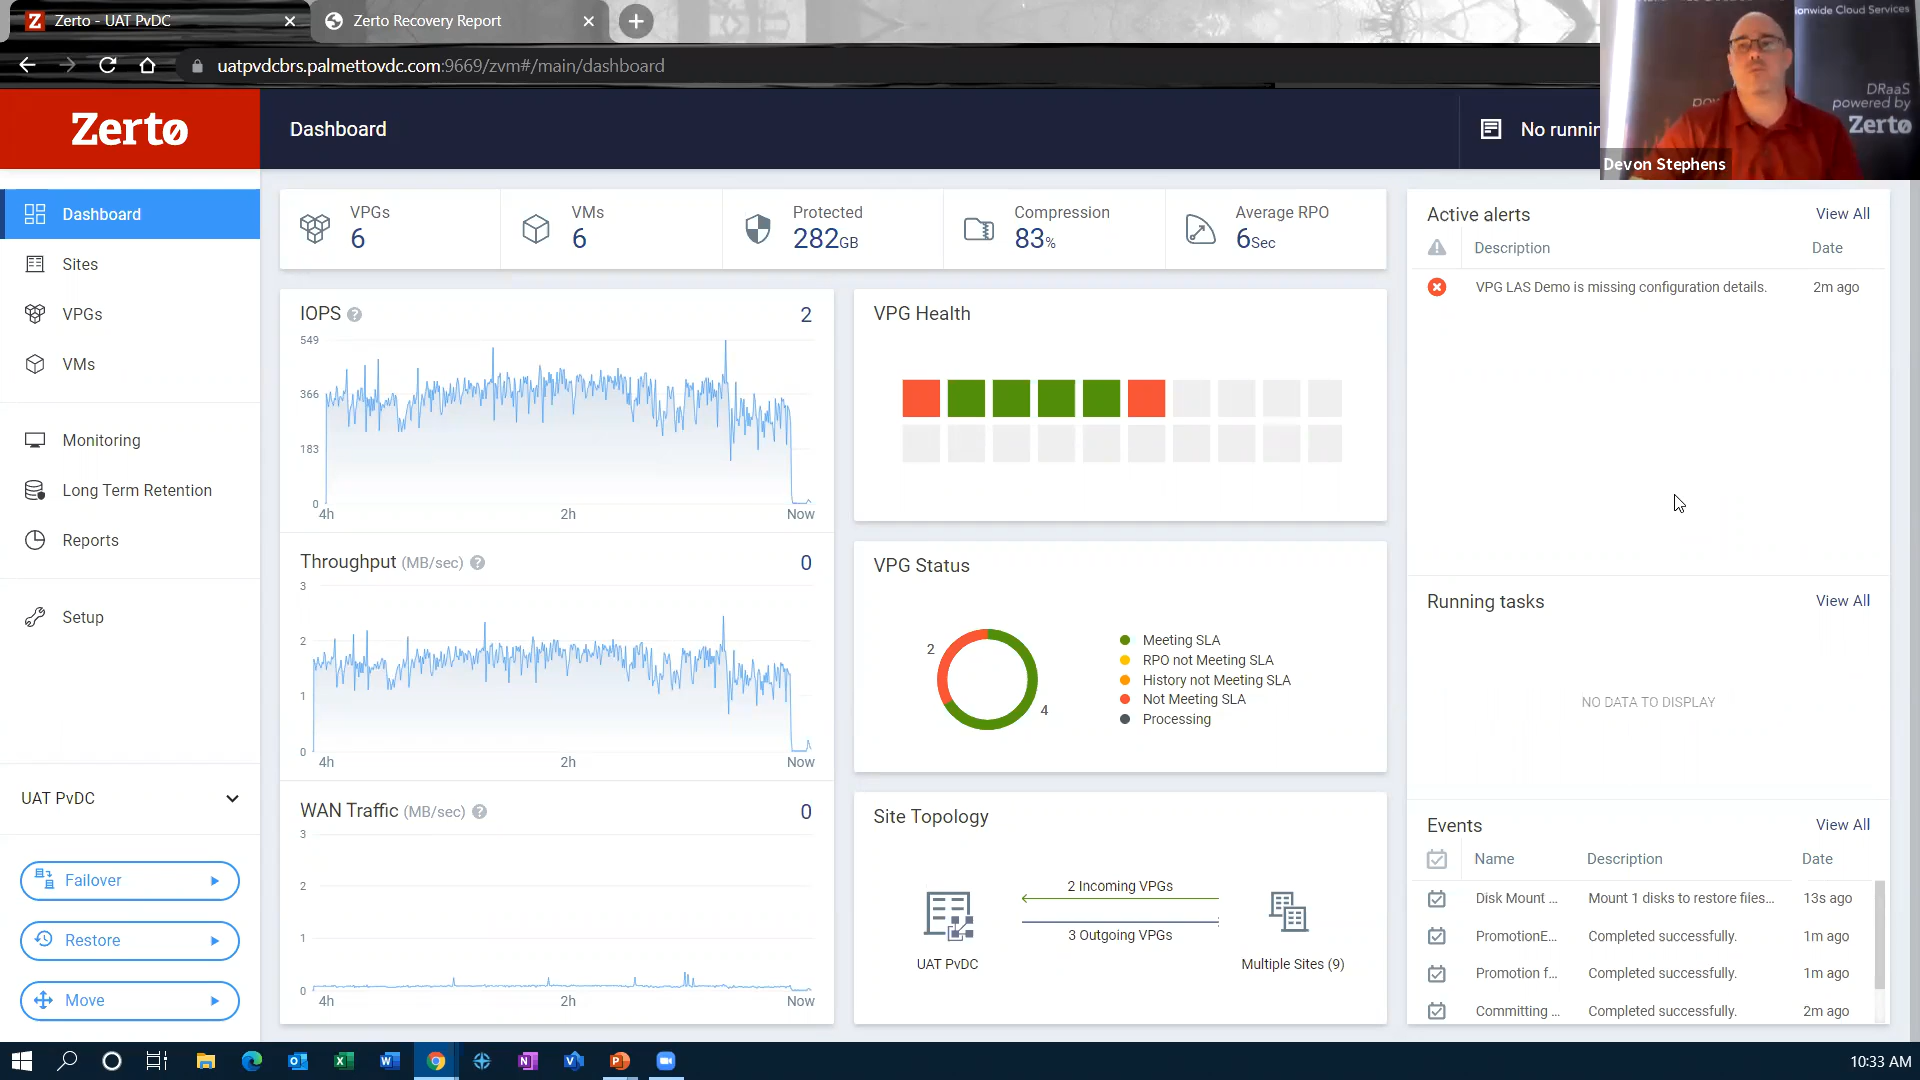 Zerto - UAT PvDC
Zerto Recovery Report
uatpvdcbrs.palmettovdc.com:9669/zvm#/main/dashboard
ionwide Cloud Services
DRaaS
powered by
Zerto
Devon Stephens
Zerto
Dashboard
No runnin
Dashboard
Sites
VPGs
VMs
Monitoring
Long Term Retention
Reports
Setup
UAT PvDC
Failover
Restore
Move
VPGs
6
VMs
6
Protected
282GB
Compression
83%
Average RPO
6Sec
IOPS ? 2
549
366
183
0
4h 2h Now
Throughput (MB/sec) ? 0
3
2
1
0
4h 2h Now
WAN Traffic (MB/sec) ? 0
3
2
1
0
4h 2h Now
VPG Health
VPG Status
2
4
Meeting SLA
RPO not Meeting SLA
History not Meeting SLA
Not Meeting SLA
Processing
Site Topology
2 Incoming VPGs
3 Outgoing VPGs
UAT PvDC
Multiple Sites (9)
Active alerts View All
Description Date
VPG LAS Demo is missing configuration details. 2m ago
Running tasks View All
NO DATA TO DISPLAY
Events View All
Name Description Date
Disk Mount ... Mount 1 disks to restore files... 13s ago
PromotionE... Completed successfully. 1m ago
Promotion f... Completed successfully. 1m ago
Committing ... Completed successfully. 2m ago
10:33 AM